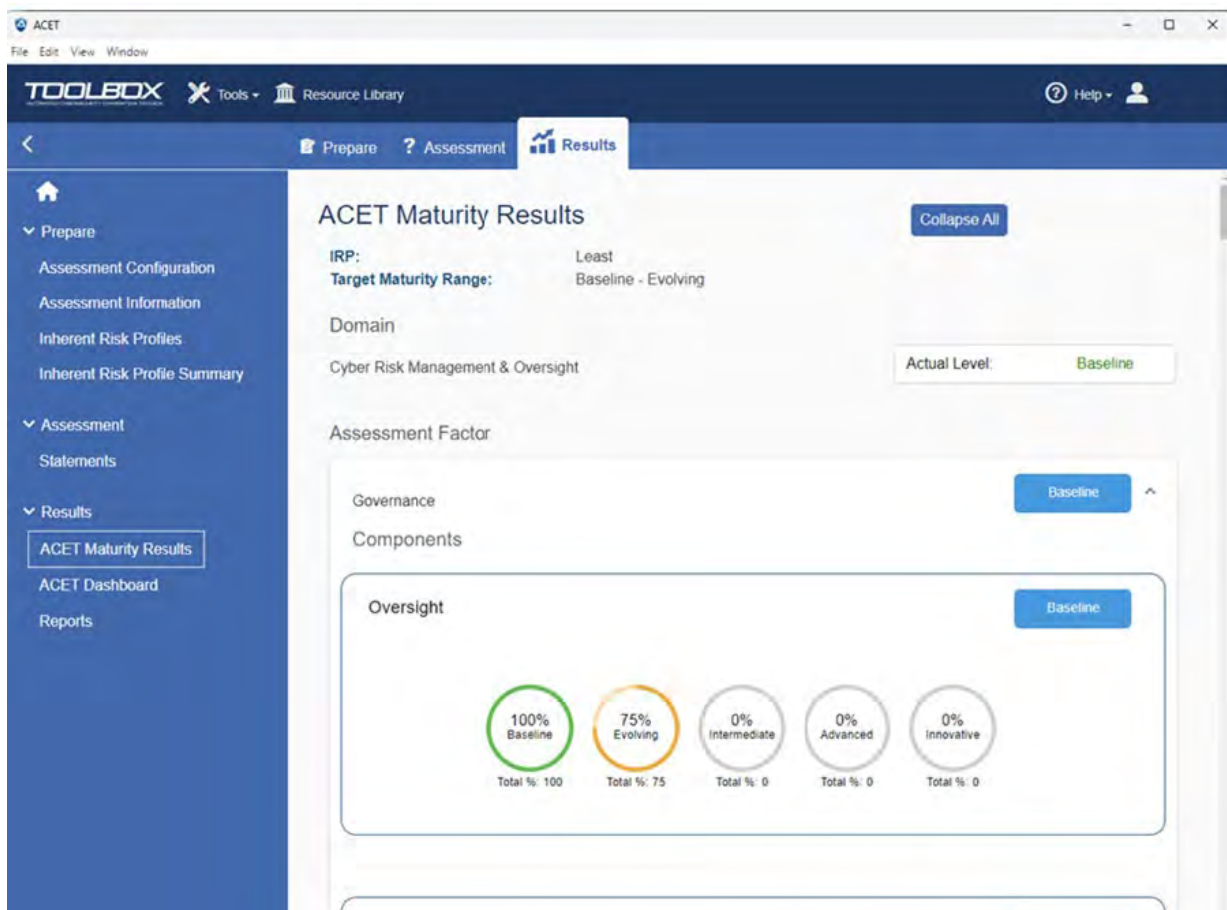 ACET
File Edit View Window
TOOLBOX Tools Resource Library Help
Prepare ? Assessment Results
Prepare
Assessment Configuration
Assessment Information
Inherent Risk Profiles
Inherent Risk Profile Summary
Assessment
Statements
Results
ACET Maturity Results
ACET Dashboard
Reports
ACET Maturity Results
Collapse All
IRP: Least
Target Maturity Range: Baseline - Evolving
Domain
Cyber Risk Management & Oversight
Actual Level: Baseline
Assessment Factor
Governance Baseline
Components
Oversight Baseline
100% 75% 0% 0% 0%
Baseline Evolving Intermediate Advanced Innovative
Total %: 100 Total %: 75 Total %: 0 Total %: 0 Total %: 0